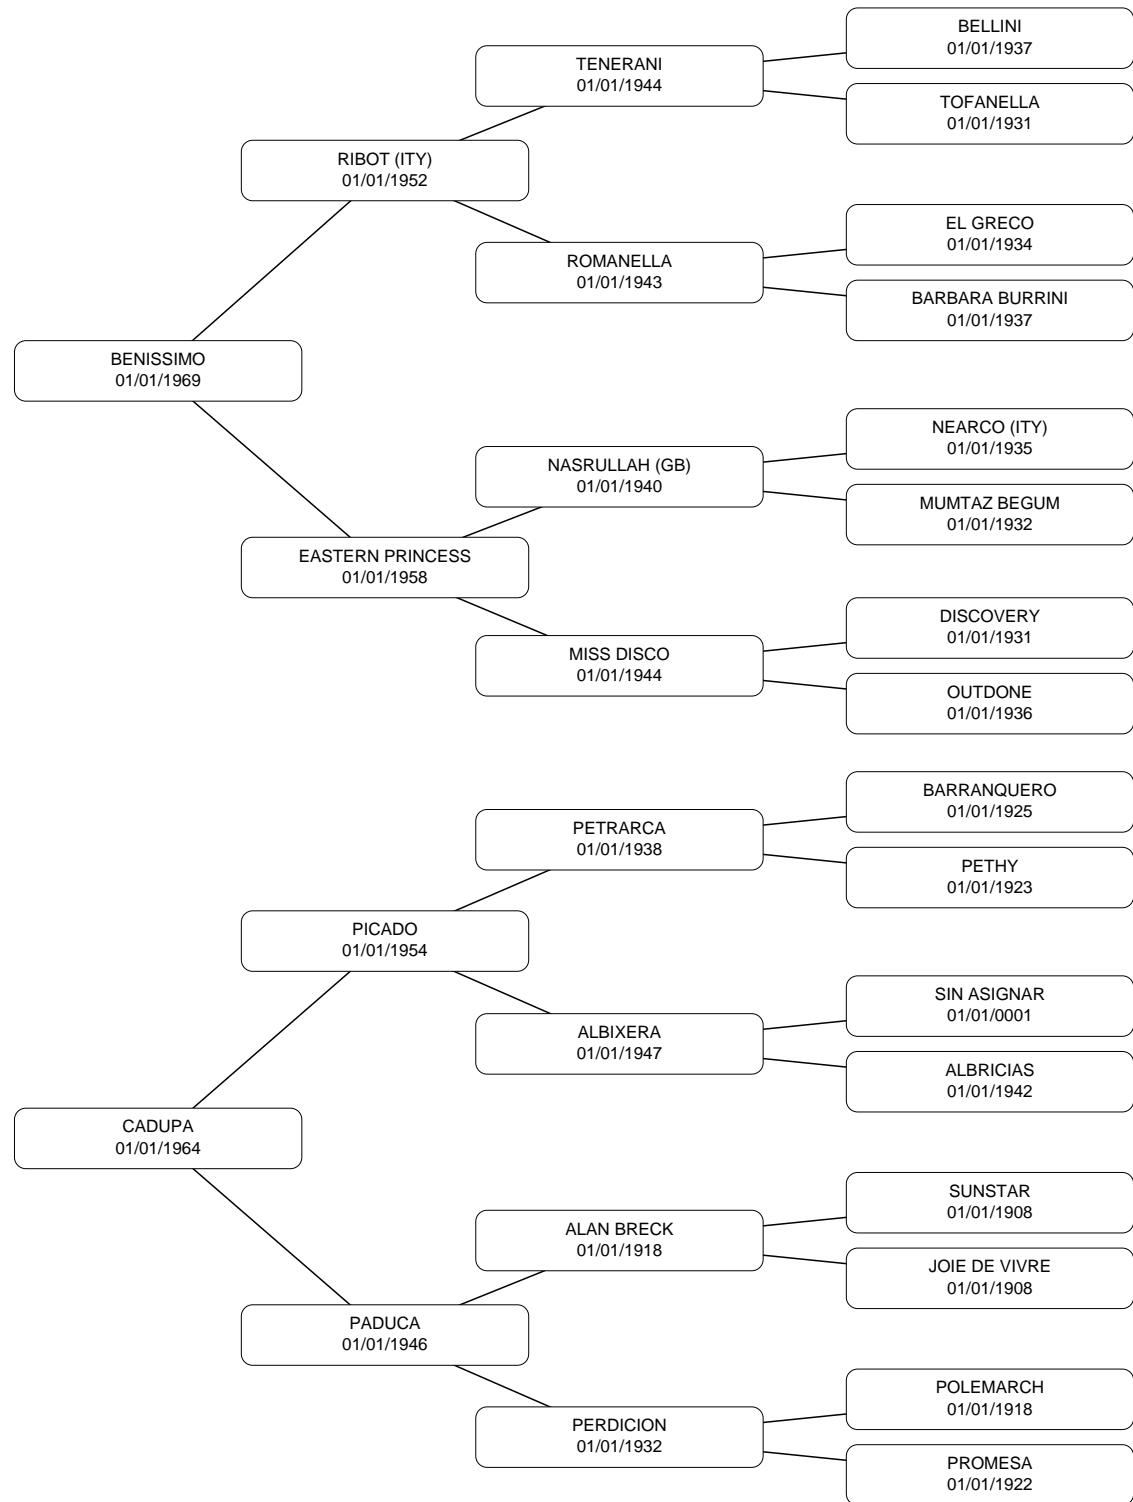 BELLINI
01/01/1937
TENERANI
01/01/1944
TOFANELLA
01/01/1931
RIBOT (ITY)
01/01/1952
EL GRECO
01/01/1934
ROMANELLA
01/01/1943
BARBARA BURRINI
01/01/1937
BENISSIMO
01/01/1969
NEARCO (ITY)
01/01/1935
NASRULLAH (GB)
01/01/1940
MUMTAZ BEGUM
01/01/1932
EASTERN PRINCESS
01/01/1958
DISCOVERY
01/01/1931
MISS DISCO
01/01/1944
OUTDONE
01/01/1936
BARRANQUERO
01/01/1925
PETRARCA
01/01/1938
PETHY
01/01/1923
PICADO
01/01/1954
SIN ASIGNAR
01/01/0001
ALBIXERA
01/01/1947
ALBRICIAS
01/01/1942
CADUPA
01/01/1964
SUNSTAR
01/01/1908
ALAN BRECK
01/01/1918
JOIE DE VIVRE
01/01/1908
PADUCA
01/01/1946
POLEMARCH
01/01/1918
PERDICION
01/01/1932
PROMESA
01/01/1922